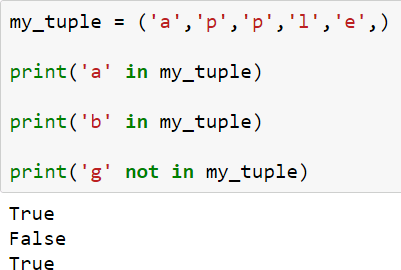 my_tuple = ('a','p','p','l','e',)
print('a' in my_tuple)
print('b' in my_tuple)
print('g' not in my_tuple)
True
False
True